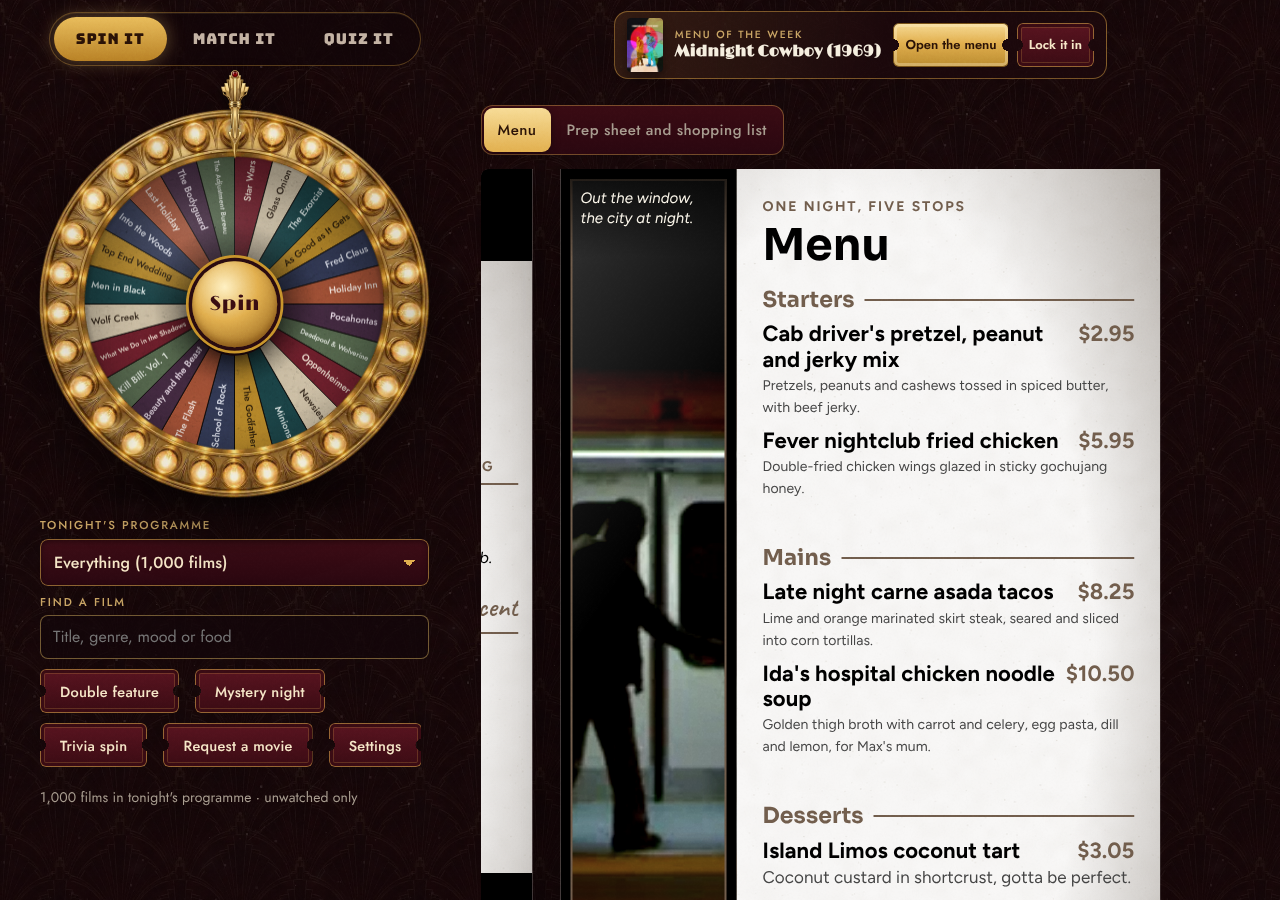 SPIN IT
MATCH IT
QUIZ IT
MENU OF THE WEEK
Midnight Cowboy (1969)
Open the menu
Lock it in
Menu
Prep sheet and shopping list
Star Wars
Glass Onion
The Exorcist
As Good as It Gets
Fred Claus
Holiday Inn
Pocahontas
Deadpool & Wolverine
Oppenheimer
Newsies
Minions
The Godfather
School of Rock
The Flash
Beauty and the Beast
Kill Bill: Vol. 1
What We Do in the Shadows
Wolf Creek
Men in Black
Top End Wedding
Into the Woods
Last Holiday
The Bodyguard
The Adjustment Bureau
Spin
TONIGHT'S PROGRAMME
Everything (1,000 films)
FIND A FILM
Title, genre, mood or food
Double feature
Mystery night
Trivia spin
Request a movie
Settings
1,000 films in tonight's programme · unwatched only
G
b.
cent
Out the window,
the city at night.
ONE NIGHT, FIVE STOPS
Menu
Starters
Cab driver's pretzel, peanut $2.95
and jerky mix
Pretzels, peanuts and cashews tossed in spiced butter,
with beef jerky.
Fever nightclub fried chicken $5.95
Double-fried chicken wings glazed in sticky gochujang
honey.
Mains
Late night carne asada tacos $8.25
Lime and orange marinated skirt steak, seared and sliced
into corn tortillas.
Ida's hospital chicken noodle $10.50
soup
Golden thigh broth with carrot and celery, egg pasta, dill
and lemon, for Max's mum.
Desserts
Island Limos coconut tart $3.05
Coconut custard in shortcrust, gotta be perfect.